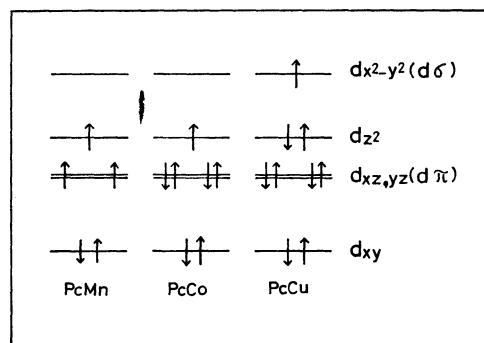 dx²-y²(dσ)
dz²
dxz,yz(dπ)
dxy
PcMn PcCo PcCu